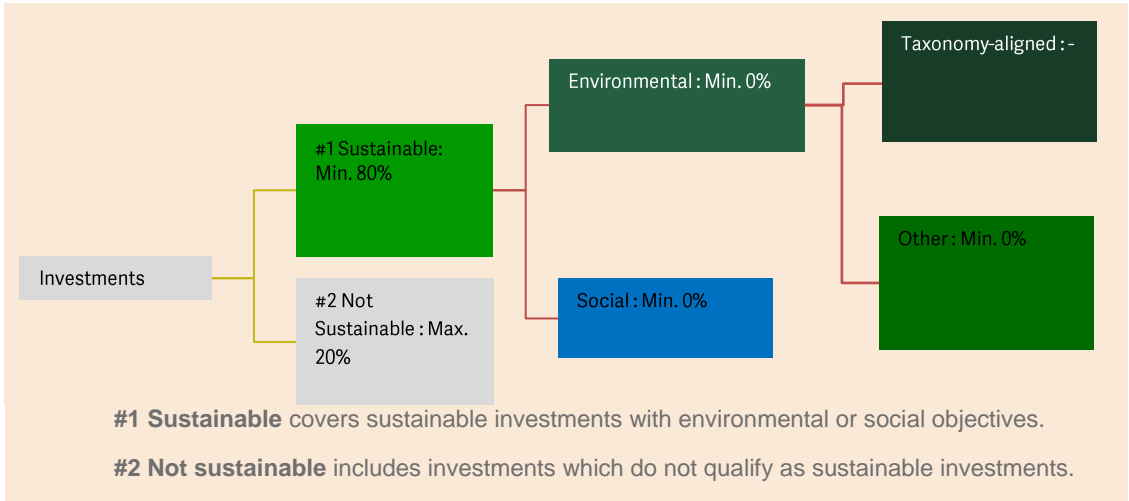 Investments
#1 Sustainable:
Min. 80%
#2 Not
Sustainable : Max.
20%
Environmental : Min. 0%
Social : Min. 0%
Taxonomy-aligned : -
Other : Min. 0%
#1 Sustainable covers sustainable investments with environmental or social objectives.
#2 Not sustainable includes investments which do not qualify as sustainable investments.